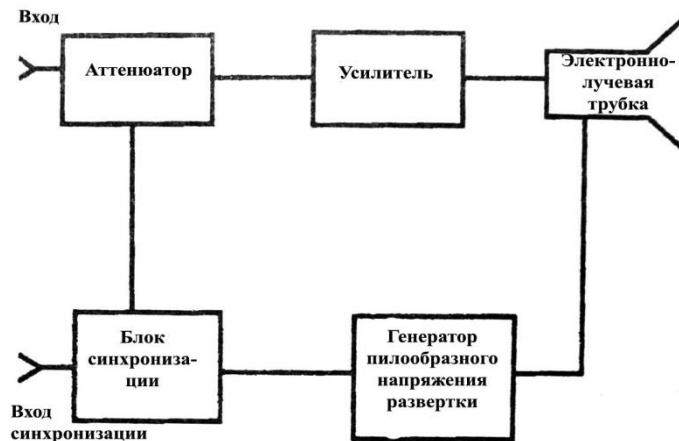 Вход
Аттенюатор
Усилитель
Электронно-
лучевая
трубка
Блок
синхрониза-
ции
Генератор
пилообразного
напряжения
развертки
Вход
синхронизации